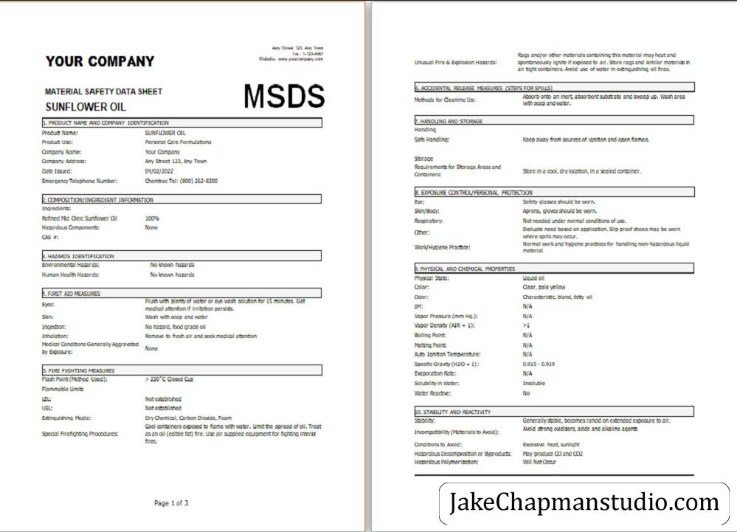 Any Street 123, Any Town
Website: www.yourcompany.com
YOUR COMPANY
MATERIAL SAFETY DATA SHEET
SUNFLOWER OIL
MSDS
1. PRODUCT NAME AND COMPANY IDENTIFICATION
Product Name: SUNFLOWER OIL
Product Use: Personal Care Formulations
Company Name: Your Company
Company Address: Any Street 123, Any Town
Date Issued: 01/02/2022
Emergency Telephone Number: Chemtrec Tel: (800) 262-8200
2. COMPOSITION/INGREDIENT INFORMATION
Ingredients:
Refined Mid Oleic Sunflower Oil 100%
Hazardous Components: None
CAS #:
3. HAZARDS IDENTIFICATION
Environmental Hazards: No known hazards
Human Health Hazards: No known hazards
FIRST AID MEASURES
Eyes: Flush with plenty of water or eye wash solution for 15 minutes. Get
medical attention if irritation persists.
Skin: Wash with soap and water
Ingestion: No hazard, food grade oil
Inhalation: Remove to fresh air and seek medical attention
Medical Conditions Generally Aggravated
by Exposure: None
5. FIRE FIGHTING MEASURES
Flash Point (Method Used): > 220°C Closed Cup
Flammable Limits
LEL: Not established
UEL: Not established
Extinguishing Media: Dry Chemical, Carbon Dioxide, Foam
Special Firefighting Procedures: Cool containers exposed to flame with water. Limit the spread of oil. Treat
as an oil (edible fat) fire. Use air supplied equipment for fighting interior
fires.
Page 1 of 3
Unusual Fire & Explosion Hazards: Rags and/or other materials containing this material may heat and
spontaneously ignite if exposed to air. Store rags and similar materials in
air tight containers. Avoid use of water in extinguishing oil fires.
6. ACCIDENTAL RELEASE MEASURES (STEPS FOR SPILLS)
Methods for Cleaning Up: Absorb onto an inert, absorbent substrate and sweep up. Wash area
with soap and water.
7. HANDLING AND STORAGE
Handling
Safe Handling: Keep away from sources of ignition and open flames.
Storage
Requirements for Storage Areas and
Containers: Store in a cool, dry location, in a sealed container.
8. EXPOSURE CONTROL/PERSONAL PROTECTION
Eye: Safety glasses should be worn.
Skin/Body: Aprons, gloves should be worn.
Respiratory: Not needed under normal conditions of use.
Other: Evaluate need based on application. Slip proof shoes may be worn
where spills may occur.
Work/Hygiene Practice: Normal work and hygiene practices for handling non-hazardous liquid
material.
9. PHYSICAL AND CHEMICAL PROPERTIES
Physical State: Liquid oil
Color: Clear, pale yellow
Odor: Characteristic, bland, fatty oil
pH: N/A
Vapor Pressure (mm Hg.): N/A
Vapor Density (AIR = 1): >1
Boiling Point: N/A
Melting Point: N/A
Auto Ignition Temperature: N/A
Specific Gravity (H2O = 1): 0.915 - 0.919
Evaporation Rate: N/A
Solubility in Water: Insoluble
Water Reactive: No
10. STABILITY AND REACTIVITY
Stability: Generally stable, becomes rancid on extended exposure to air.
Incompatibility (Materials to Avoid): Avoid strong oxidizers, acids and alkaline agents
Conditions to Avoid: Excessive heat, sunlight
Hazardous Decomposition or Byproducts: May produce CO and CO2
Hazardous Polymerization: Will Not Occur
JakeChapmanstudio.com